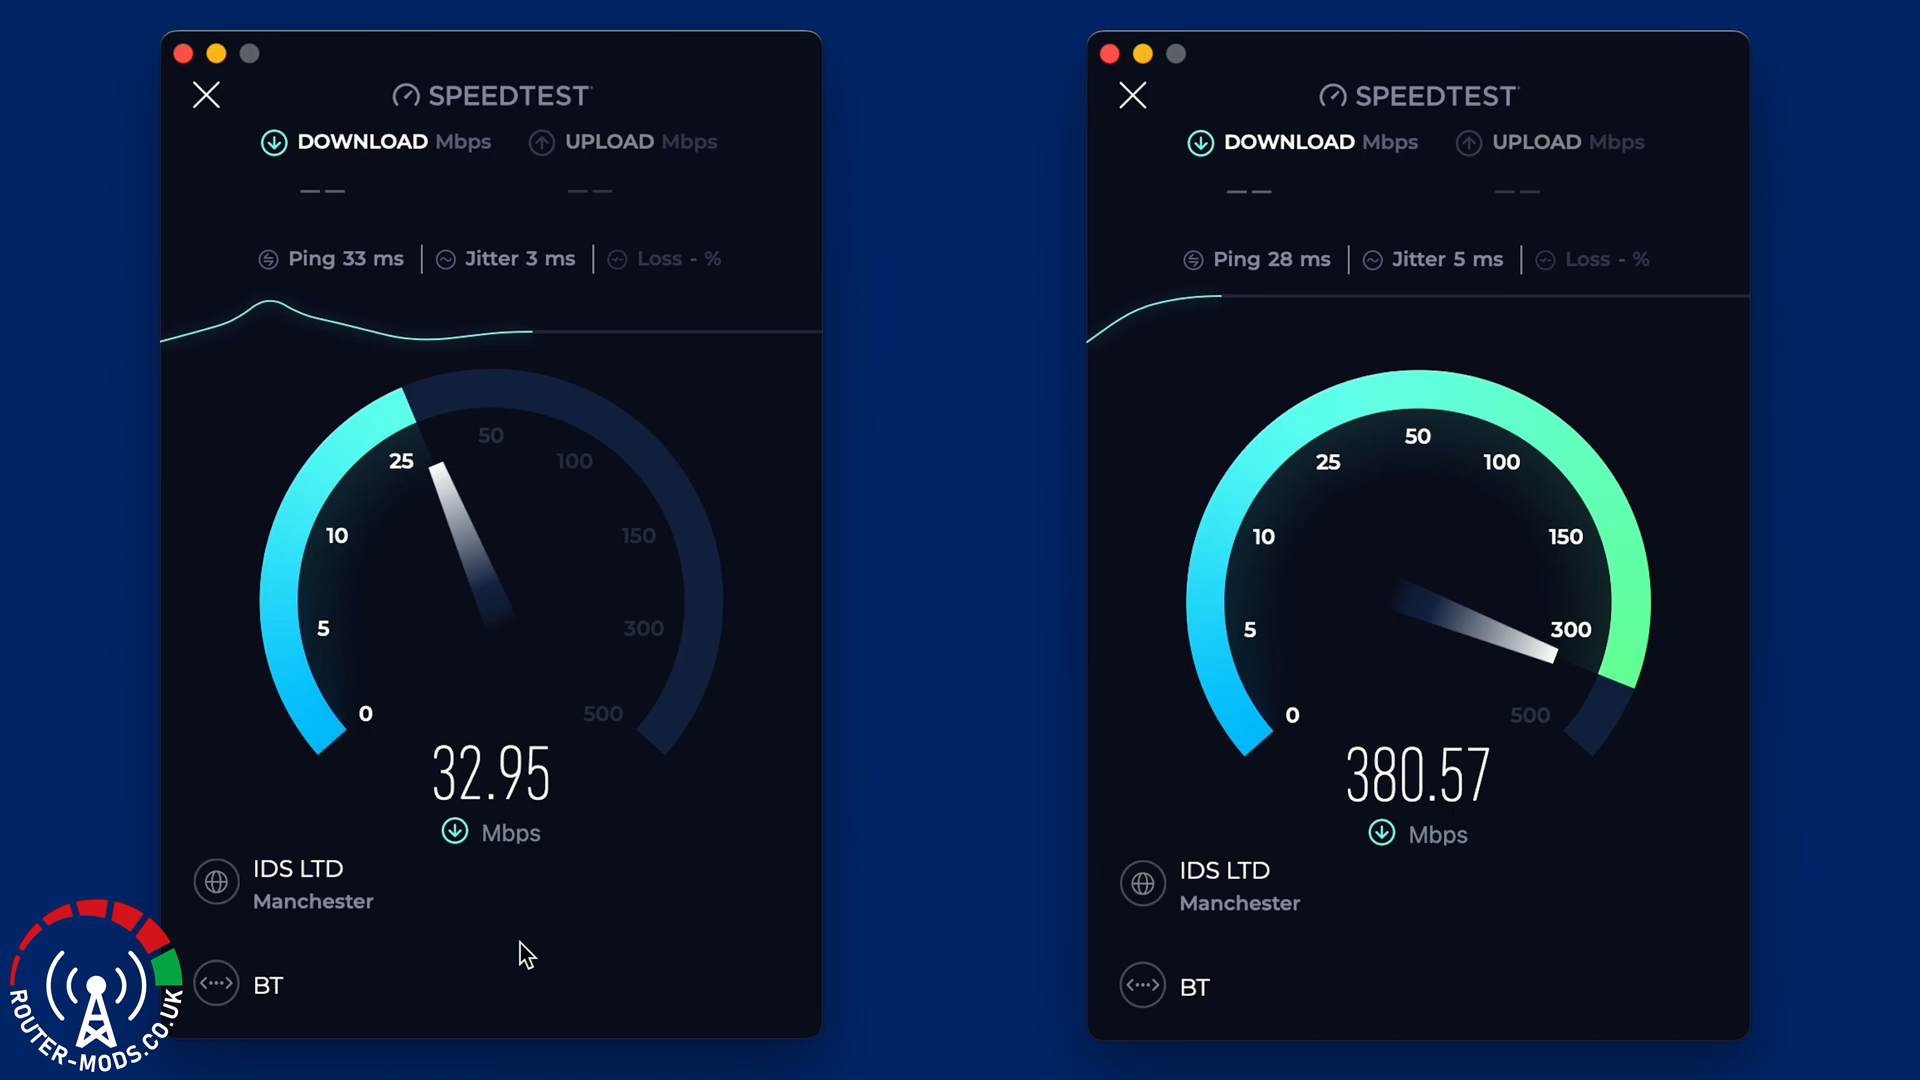 SPEEDTEST
DOWNLOAD Mbps UPLOAD Mbps
— — — —
Ping 33 ms Jitter 3 ms Loss - %
0
5
10
25
50
100
150
300
500
32.95
Mbps
IDS LTD
Manchester
BT
SPEEDTEST
DOWNLOAD Mbps UPLOAD Mbps
— — — —
Ping 28 ms Jitter 5 ms Loss - %
0
5
10
25
50
100
150
300
500
380.57
Mbps
IDS LTD
Manchester
BT
ROUTER-MODS.CO.UK